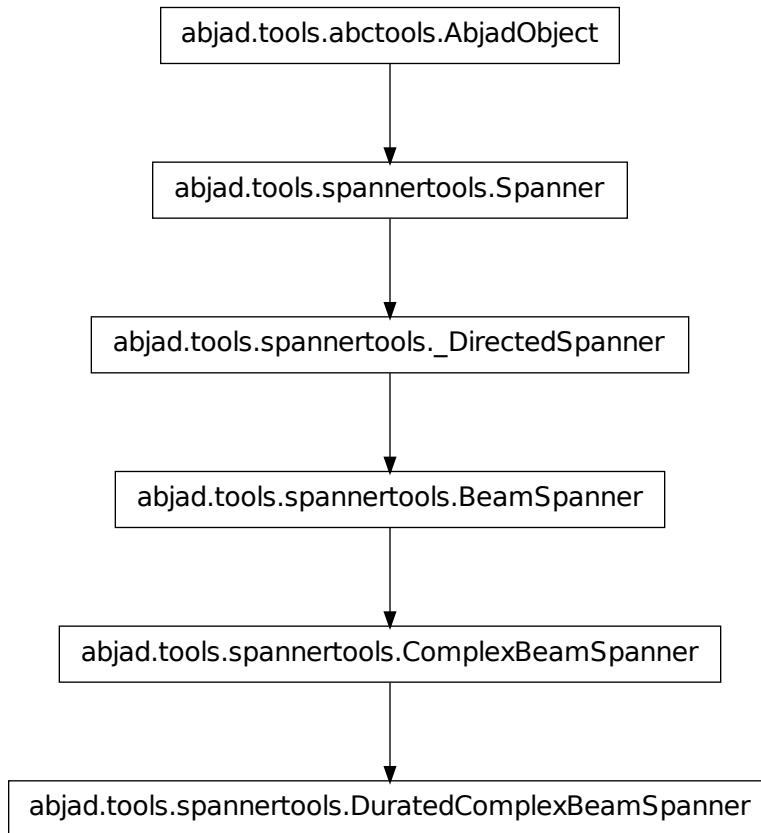 abjad.tools.abctools.AbjadObject
abjad.tools.spannertools.Spanner
abjad.tools.spannertools._DirectedSpanner
abjad.tools.spannertools.BeamSpanner
abjad.tools.spannertools.ComplexBeamSpanner
abjad.tools.spannertools.DuratedComplexBeamSpanner